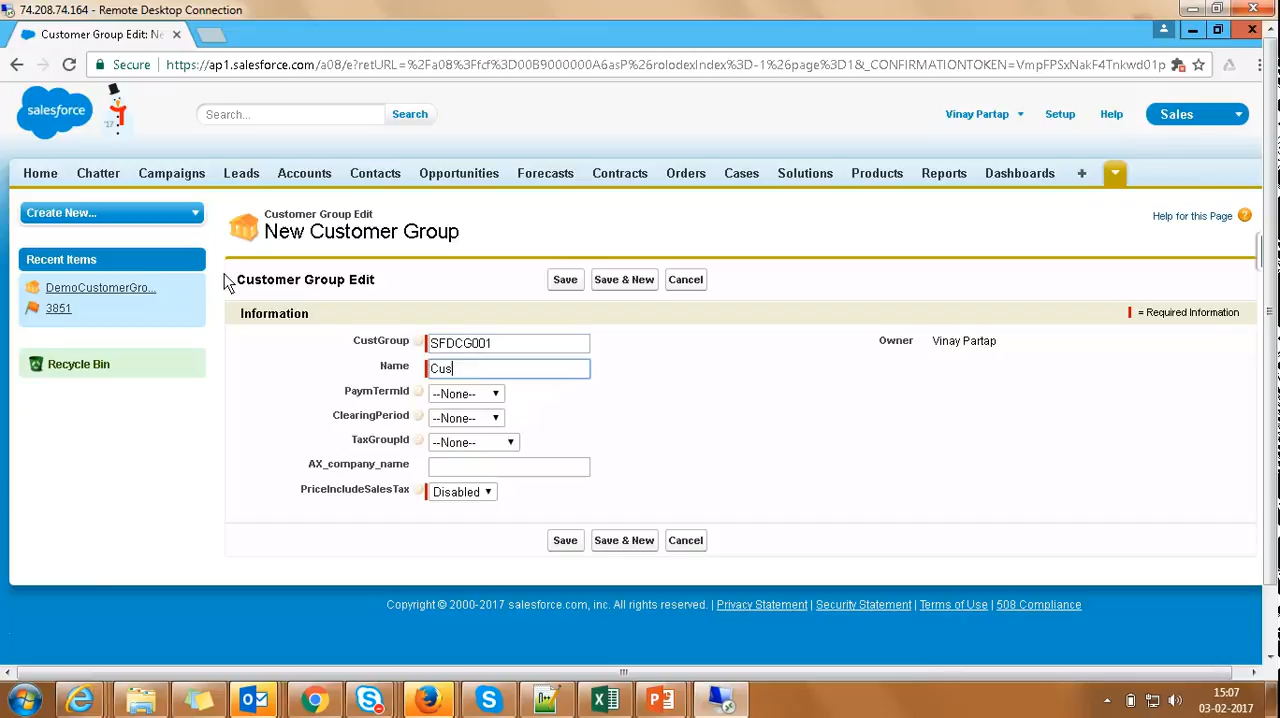 74.208.74.164 - Remote Desktop Connection
Customer Group Edit: Ne
Secure
https://ap1.salesforce.com/a08/e?retURL=%2Fa08%3Ffcf%3D00B9000000A6asP%26rolodexIndex%3D-1%26page%3D1&_CONFIRMATIONTOKEN=VmpFPSxNakF4Tnkwd01p
salesforce
'17
Search...
Search
Vinay Partap
Setup
Help
Sales
Home
Chatter
Campaigns
Leads
Accounts
Contacts
Opportunities
Forecasts
Contracts
Orders
Cases
Solutions
Products
Reports
Dashboards
+
Create New...
Recent Items
DemoCustomerGro...
3851
Recycle Bin
Customer Group Edit
New Customer Group
Help for this Page ?
Customer Group Edit
Save
Save & New
Cancel
Information
= Required Information
CustGroup SFDCG001
Owner Vinay Partap
Name Cus
PaymTermId --None--
ClearingPeriod --None--
TaxGroupId --None--
AX_company_name
PriceIncludeSalesTax Disabled
Save
Save & New
Cancel
Copyright © 2000-2017 salesforce.com, inc. All rights reserved. | Privacy Statement | Security Statement | Terms of Use | 508 Compliance
15:07
03-02-2017